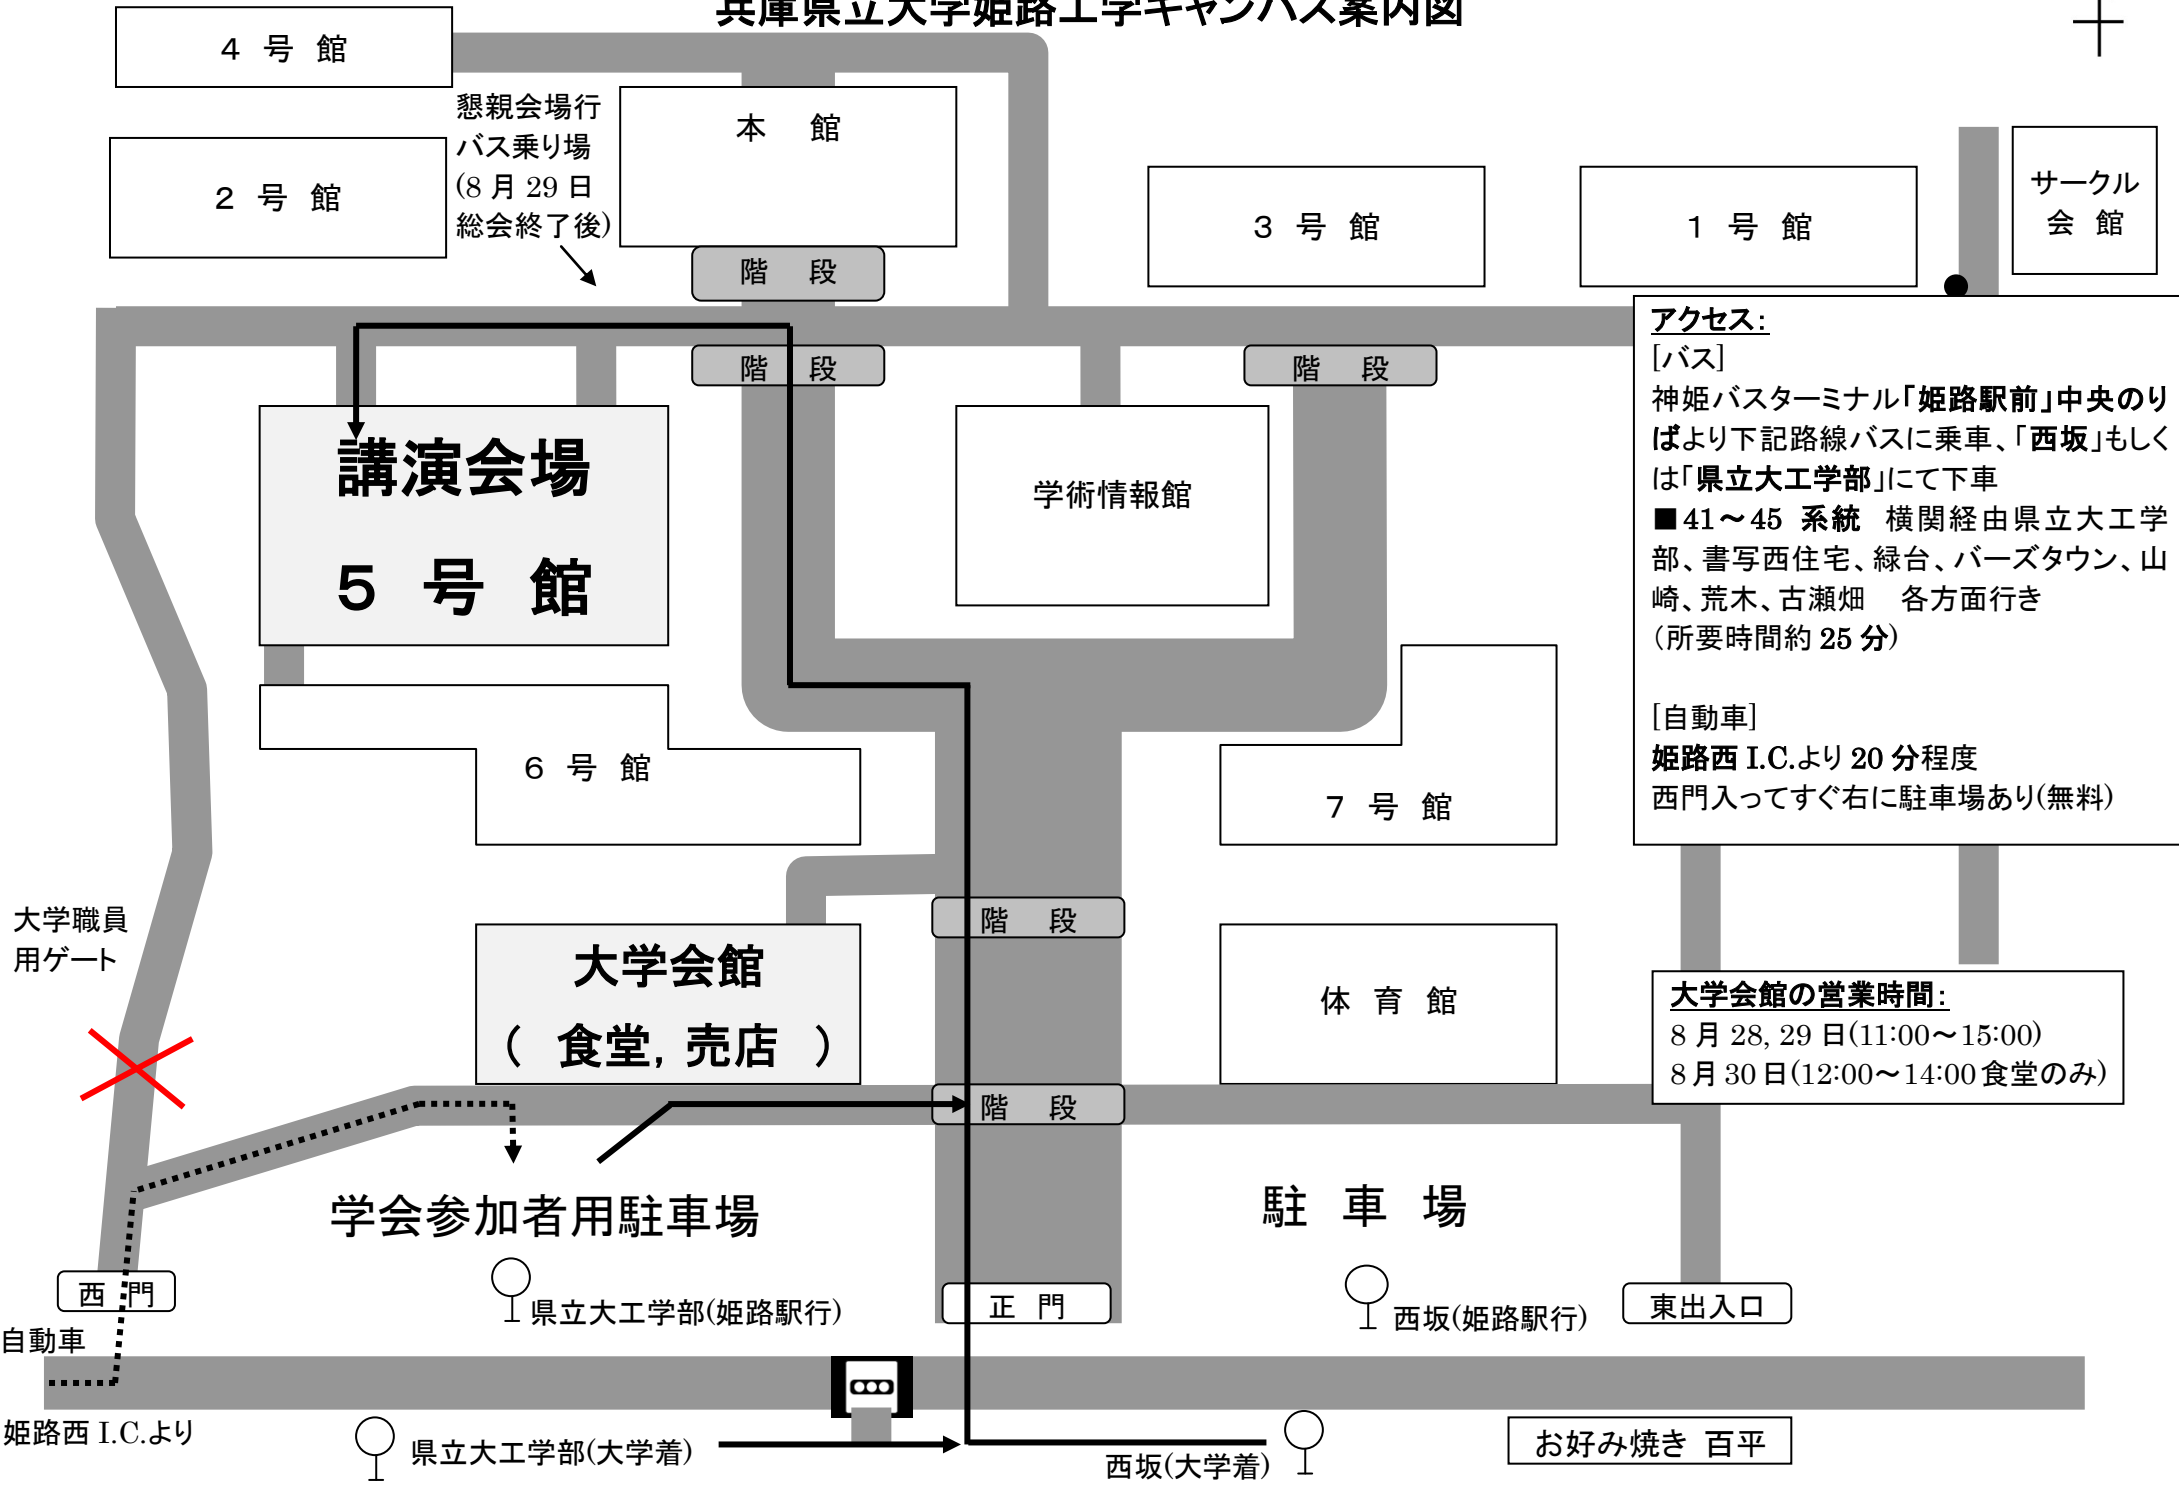 兵庫県立大学姫路工学キャンパス案内図
４ 号 館
懇親会場行
バス乗り場
(8 月 29 日
総会終了後)
本 館
２ 号 館
３ 号 館
１ 号 館
サークル
会 館
階 段
階 段
階 段
講演会場
５ 号 館
学術情報館
アクセス：
[バス]
神姫バスターミナル「姫路駅前」中央のり
ばより下記路線バスに乗車、「西坂」もしく
は「県立大工学部」にて下車
■41～45 系統 横関経由県立大工学
部、書写西住宅、緑台、バーズタウン、山
崎、荒木、古瀬畑 各方面行き
（所要時間約 25 分）
[自動車]
姫路西 I.C.より 20 分程度
西門入ってすぐ右に駐車場あり(無料)
６ 号 館
７ 号 館
大学職員
用ゲート
階 段
大学会館
（ 食堂, 売店 ）
体 育 館
大学会館の営業時間：
8 月 28, 29 日(11:00～15:00)
8 月 30 日(12:00～14:00 食堂のみ)
階 段
学会参加者用駐車場
駐 車 場
西 門
県立大工学部(姫路駅行)
正 門
西坂(姫路駅行)
東出入口
自動車
姫路西 I.C.より
県立大工学部(大学着)
西坂(大学着)
お好み焼き 百平